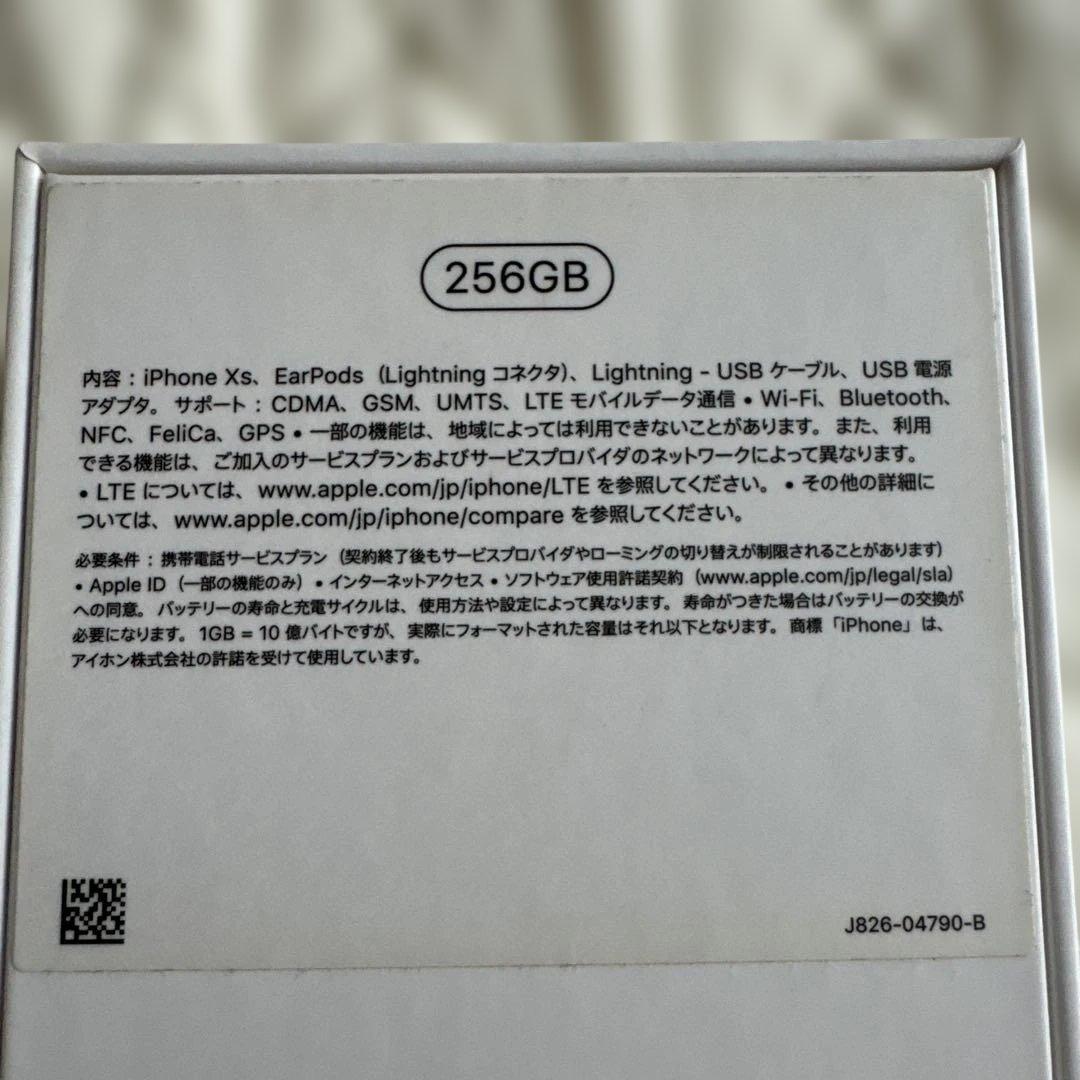 256GB
内容：iPhone Xs、EarPods（Lightning コネクタ）、Lightning - USB ケーブル、USB 電源
アダプタ。サポート：CDMA、GSM、UMTS、LTE モバイルデータ通信 • Wi-Fi、Bluetooth、
NFC、FeliCa、GPS • 一部の機能は、地域によっては利用できないことがあります。また、利用
できる機能は、ご加入のサービスプランおよびサービスプロバイダのネットワークによって異なります。
• LTE については、www.apple.com/jp/iphone/LTE を参照してください。 • その他の詳細に
ついては、www.apple.com/jp/iphone/compare を参照してください。
必要条件：携帯電話サービスプラン（契約終了後もサービスプロバイダやローミングの切り替えが制限されることがあります）
• Apple ID（一部の機能のみ）• インターネットアクセス • ソフトウェア使用許諾契約（www.apple.com/jp/legal/sla）
への同意。バッテリーの寿命と充電サイクルは、使用方法や設定によって異なります。寿命がつきた場合はバッテリーの交換が
必要になります。1GB = 10 億バイトですが、実際にフォーマットされた容量はそれ以下となります。商標「iPhone」は、
アイホン株式会社の許諾を受けて使用しています。
J826-04790-B